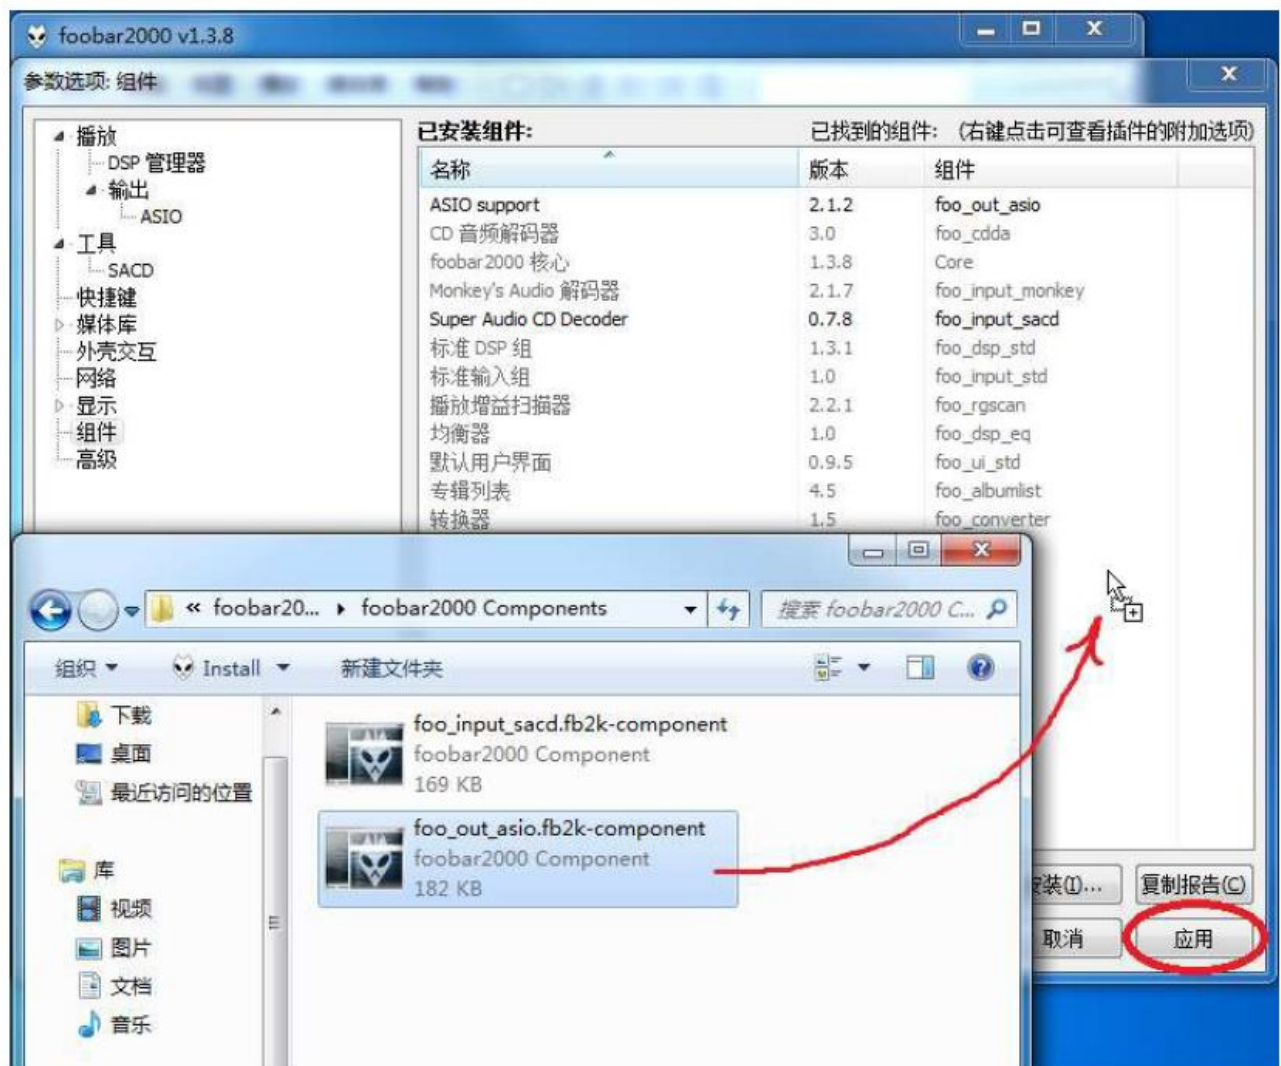 foobar2000 v1.3.8
参数选项: 组件
播放
DSP 管理器
输出
ASIO
工具
SACD
快捷键
媒体库
外壳交互
网络
显示
组件
高级
已安装组件: 已找到的组件: (右键点击可查看插件的附加选项)
名称 版本 组件
ASIO support 2.1.2 foo_out_asio
CD 音频解码器 3.0 foo_cdda
foobar2000 核心 1.3.8 Core
Monkey's Audio 解码器 2.1.7 foo_input_monkey
Super Audio CD Decoder 0.7.8 foo_input_sacd
标准 DSP 组 1.3.1 foo_dsp_std
标准输入组 1.0 foo_input_std
播放增益扫描器 2.2.1 foo_rgscan
均衡器 1.0 foo_dsp_eq
默认用户界面 0.9.5 foo_ui_std
专辑列表 4.5 foo_albumlist
转换器 1.5 foo_converter
« foobar20... foobar2000 Components 搜索 foobar2000 C...
组织 Install 新建文件夹
下载
桌面
最近访问的位置
库
视频
图片
文档
音乐
foo_input_sacd.fb2k-component
foobar2000 Component
169 KB
foo_out_asio.fb2k-component
foobar2000 Component
182 KB
装(I)... 复制报告(C)
取消 应用